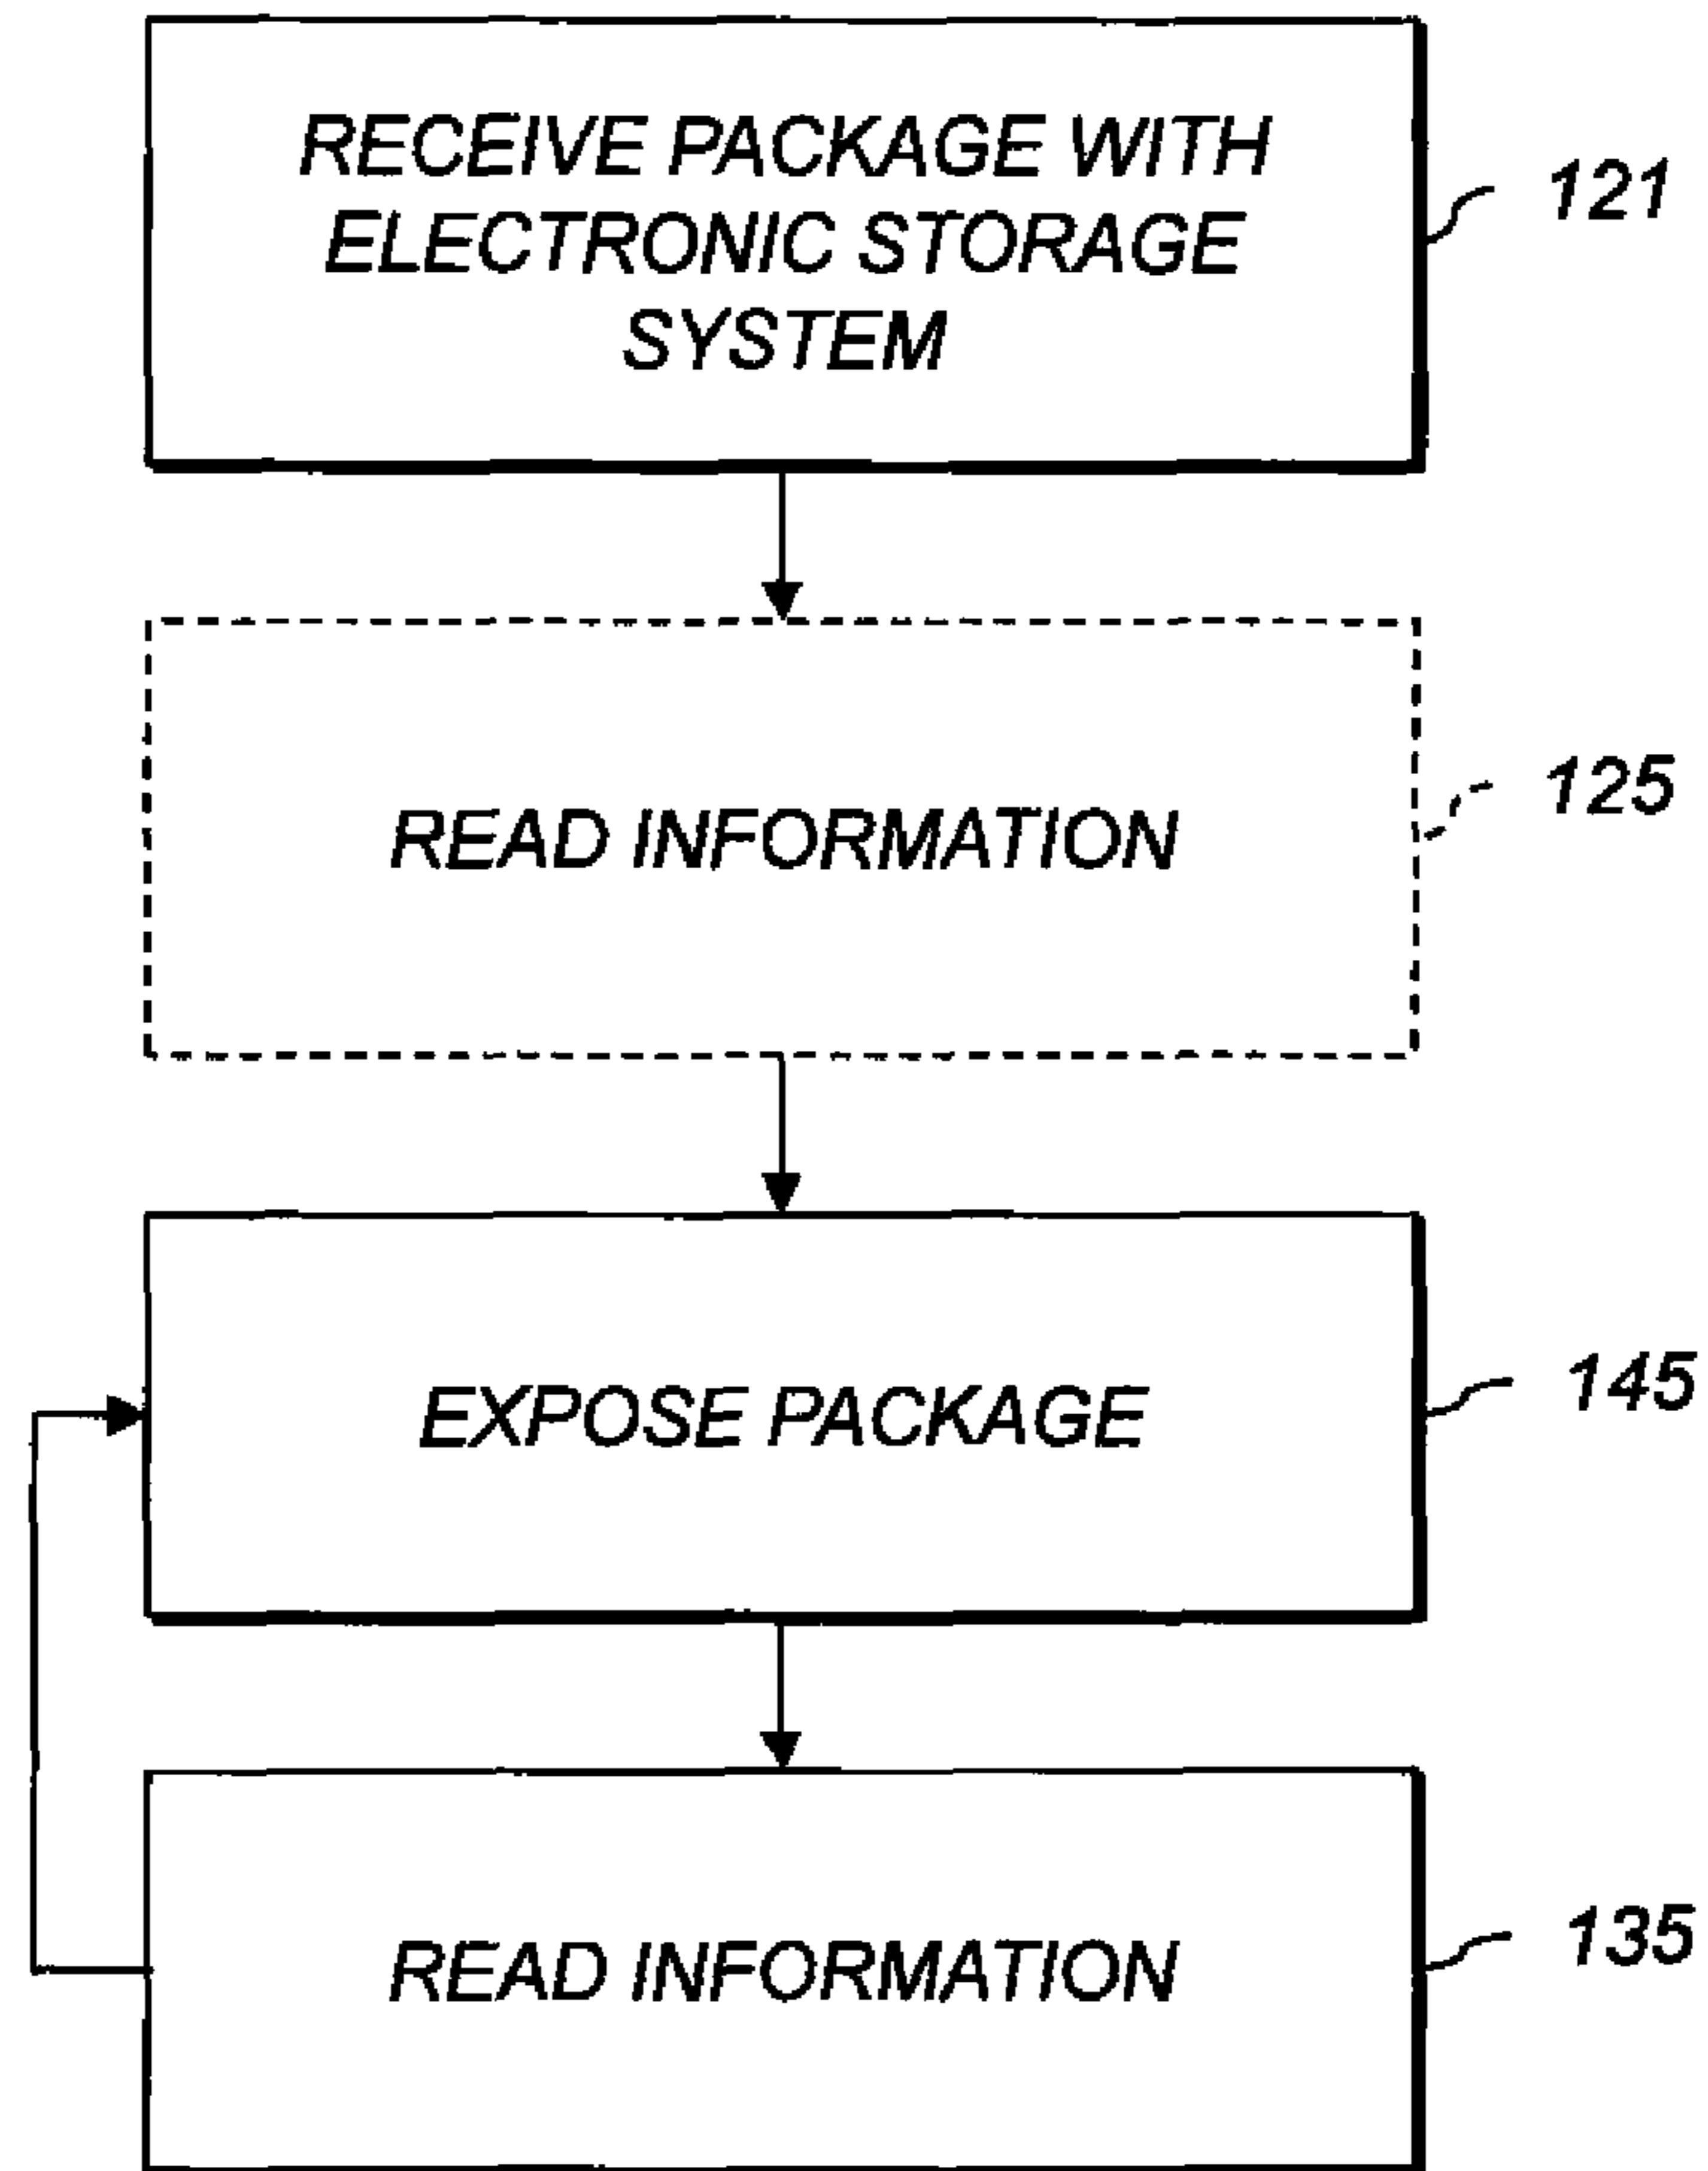 RECEIVE PACKAGE WITH
ELECTRONIC STORAGE
SYSTEM
121
READ INFORMATION
125
EXPOSE PACKAGE
145
READ INFORMATION
135